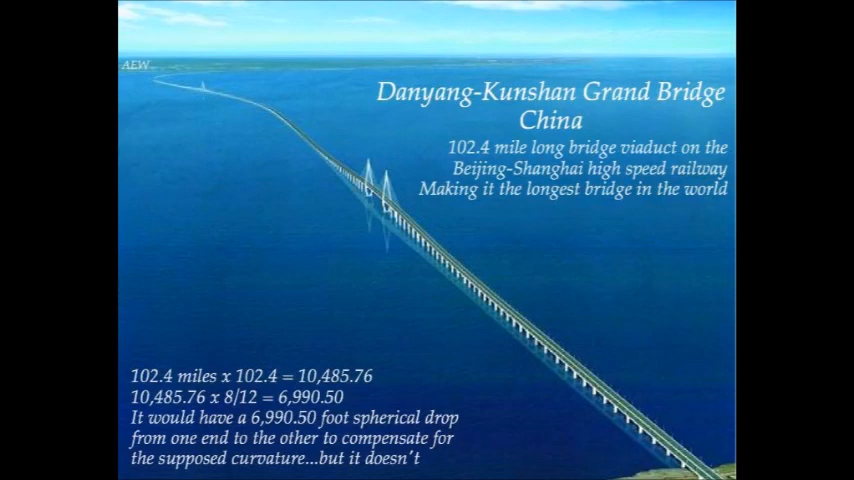 AEW
Danyang-Kunshan Grand Bridge
China
102.4 mile long bridge viaduct on the
Beijing-Shanghai high speed railway
Making it the longest bridge in the world
102.4 miles x 102.4 = 10,485.76
10,485.76 x 8/12 = 6,990.50
It would have a 6,990.50 foot spherical drop
from one end to the other to compensate for
the supposed curvature...but it doesn't